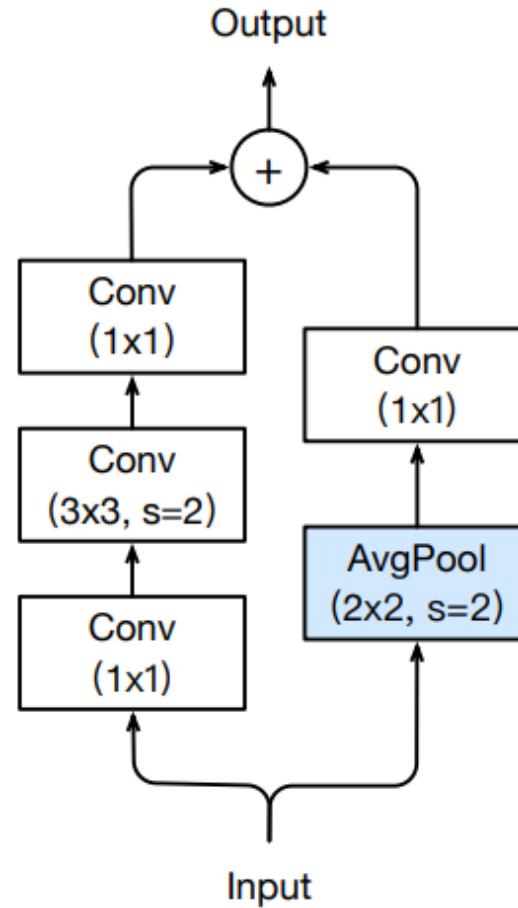 Output
+
Conv
(1x1)
Conv
(1x1)
Conv
(3x3, s=2)
AvgPool
(2x2, s=2)
Conv
(1x1)
Input